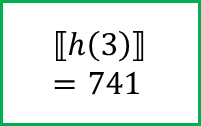 ⟦h(3)⟧
= 741